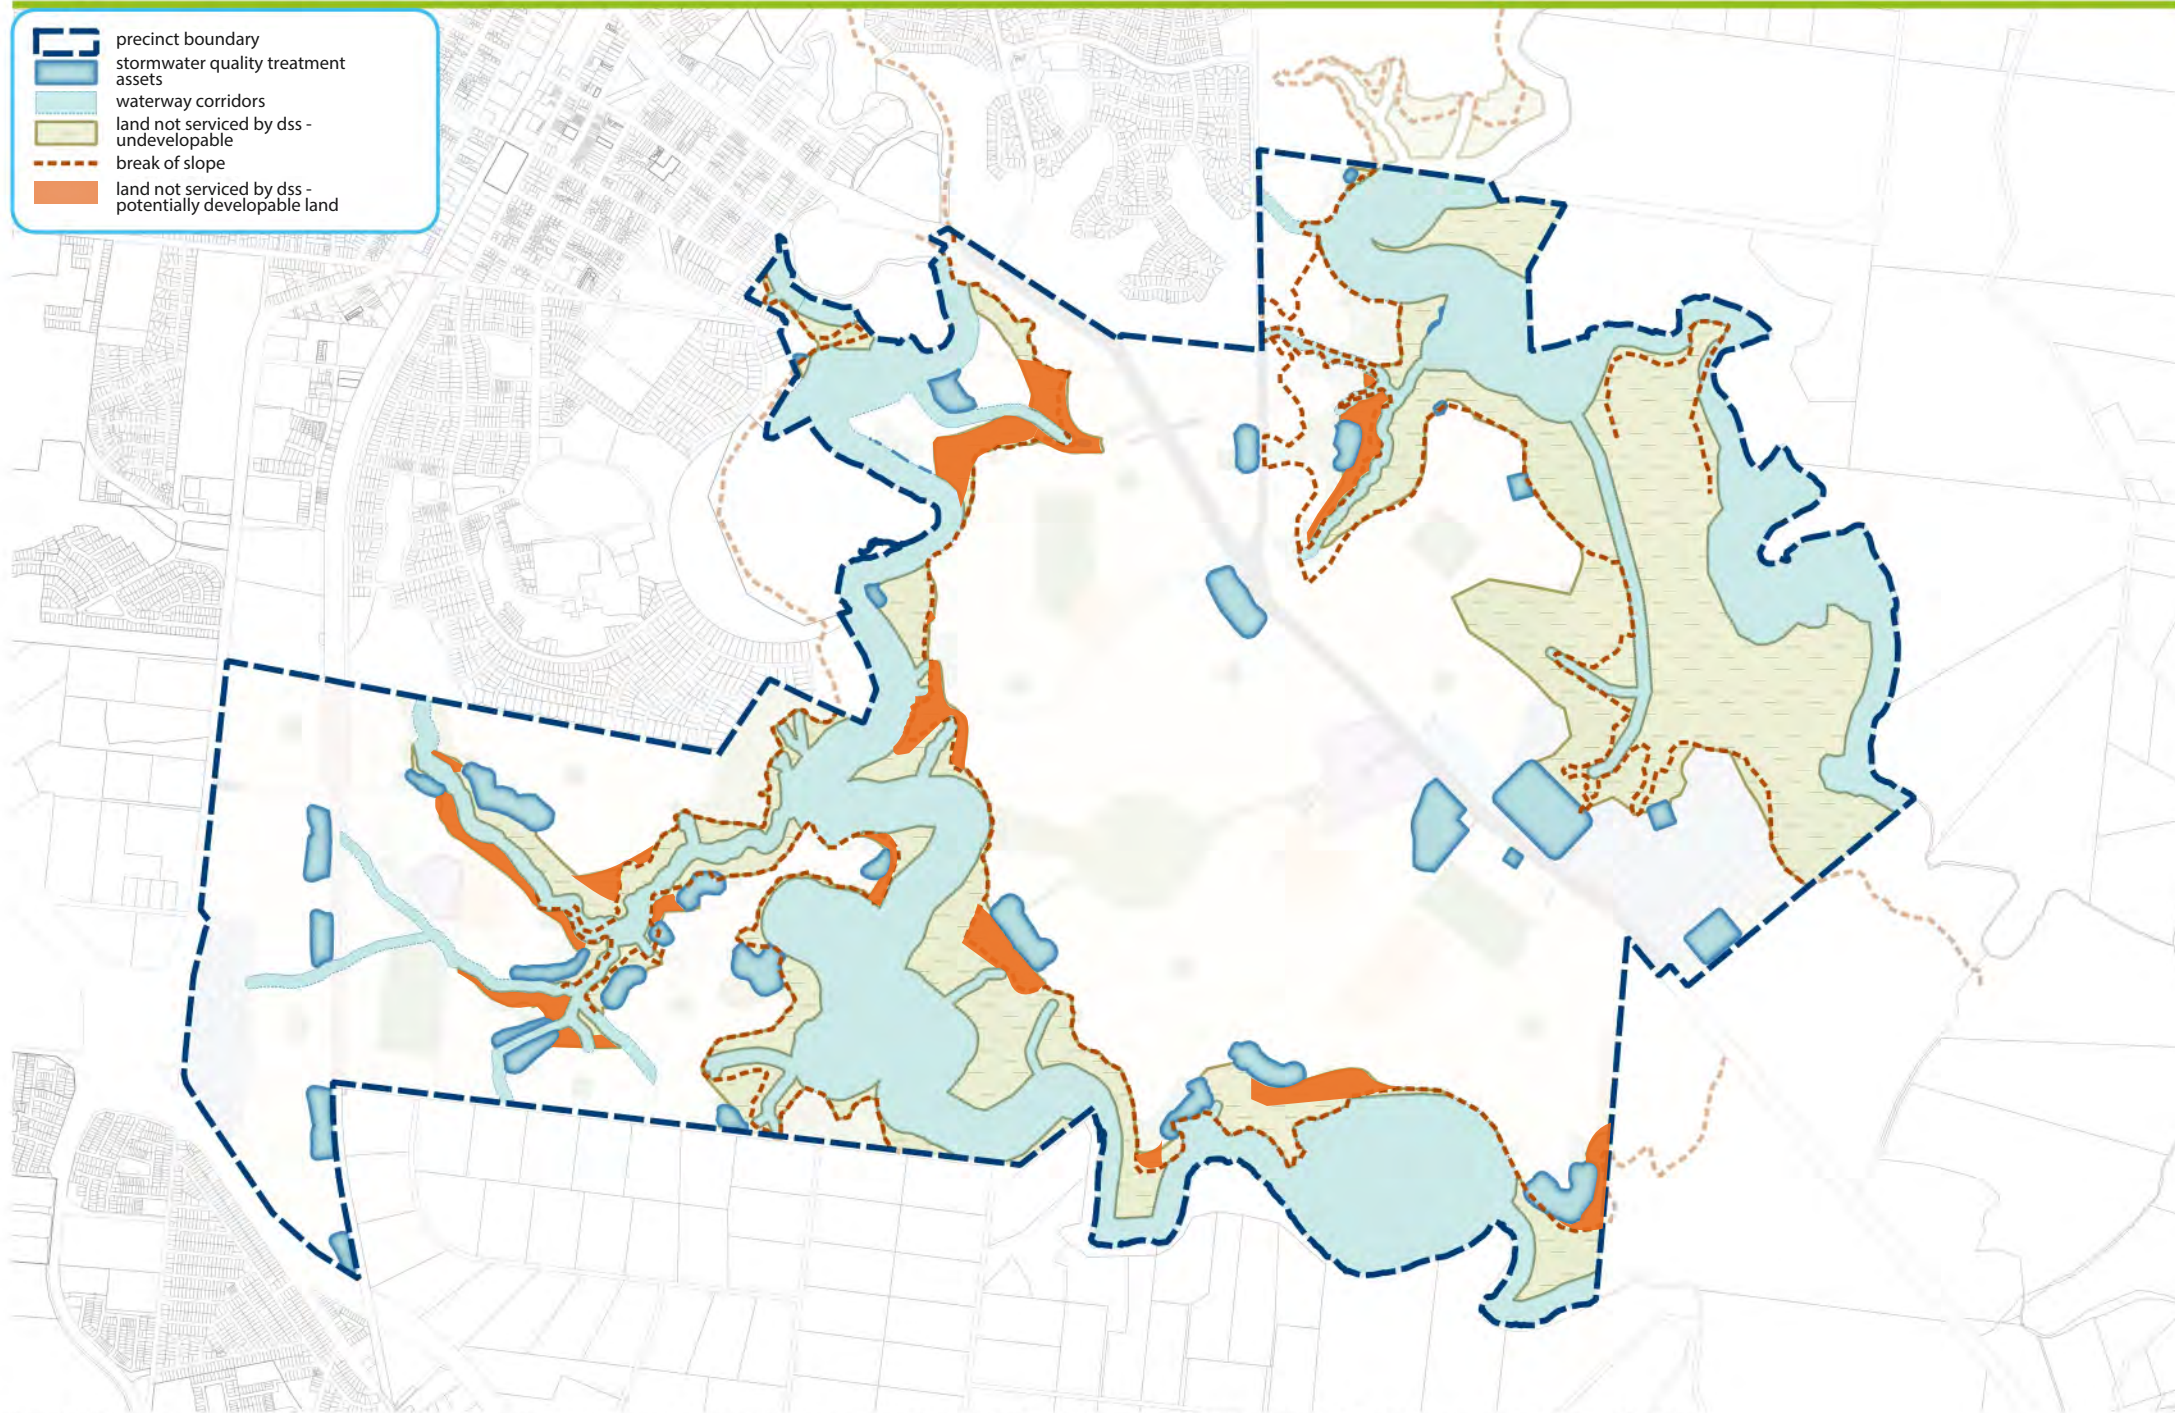 precinct boundary
stormwater quality treatment
assets
waterway corridors
land not serviced by dss -
undevelopable
break of slope
land not serviced by dss -
potentially developable land